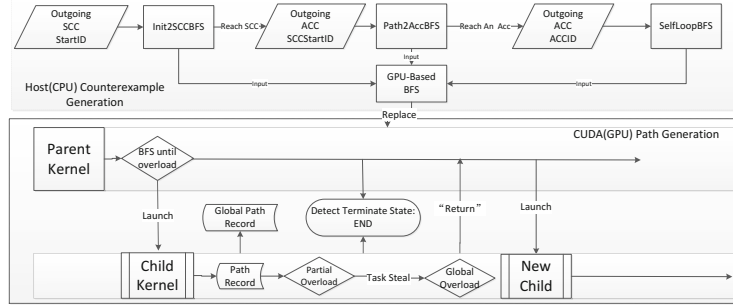 Outgoing
SCC
StartID
Init2SCCBFS
Reach SCC
Outgoing
ACC
SCCStartID
Path2AccBFS
Reach An Acc
Outgoing
ACC
ACCID
SelfLoopBFS
Input
Input
Input
GPU-Based
BFS
Host(CPU) Counterexample
Generation
Replace
CUDA(GPU) Path Generation
Parent
Kernel
BFS until
overload
Launch
Global Path
Record
Detect Terminate State:
END
"Return"
Launch
Child
Kernel
Path
Record
Partial
Overload
Task Steal
Global
Overload
New
Child